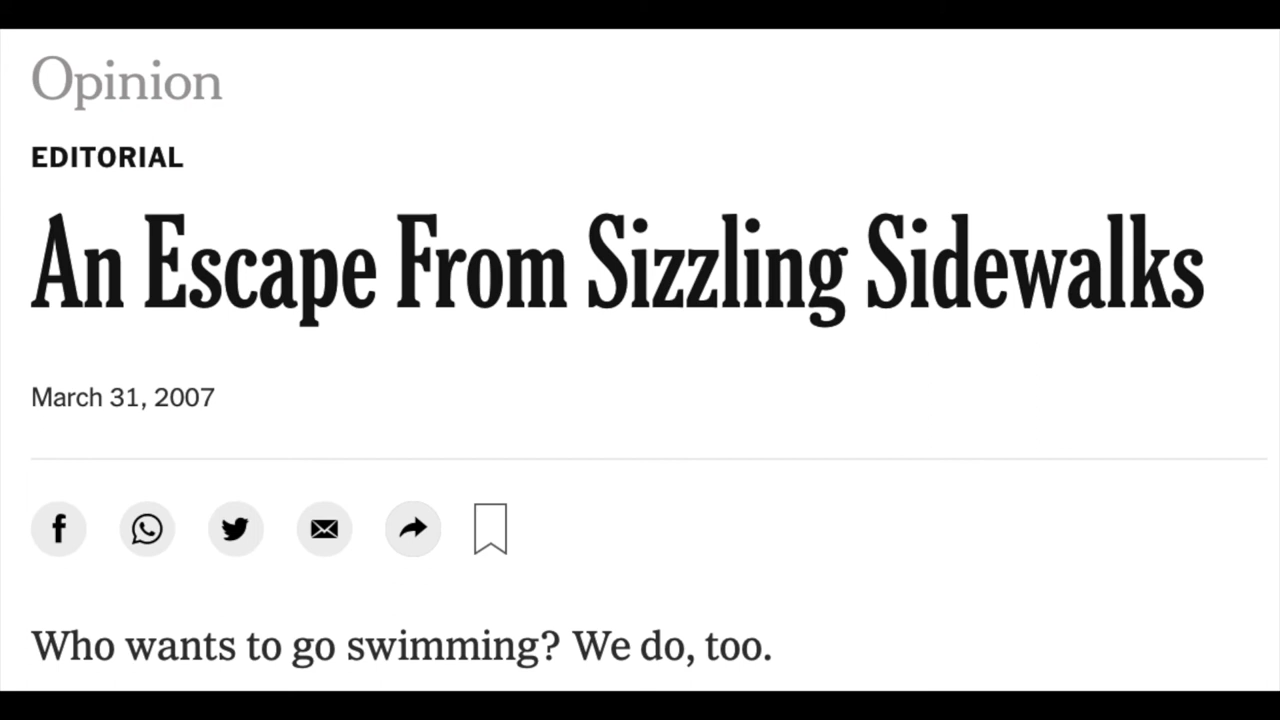 Opinion
EDITORIAL
An Escape From Sizzling Sidewalks
March 31, 2007
Who wants to go swimming? We do, too.